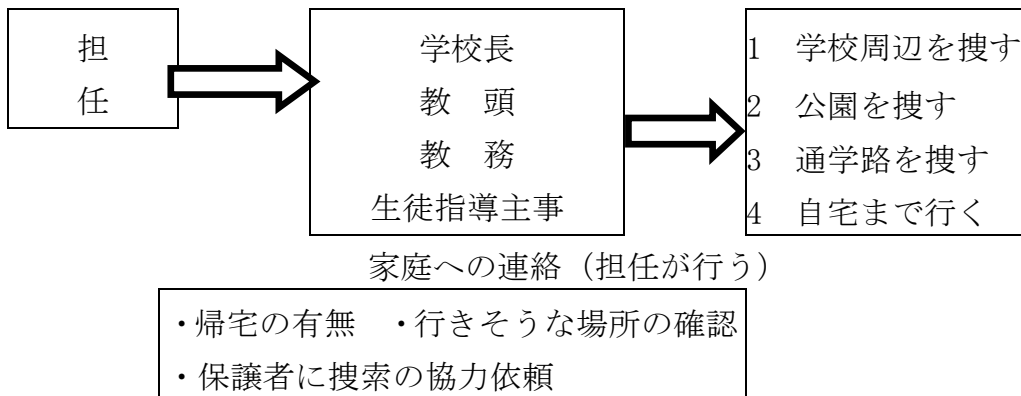 担
任
学校長
教　頭
教　務
生徒指導主事
1　学校周辺を捜す
2　公園を捜す
3　通学路を捜す
4　自宅まで行く
家庭への連絡（担任が行う）
・帰宅の有無　・行きそうな場所の確認
・保護者に捜索の協力依頼